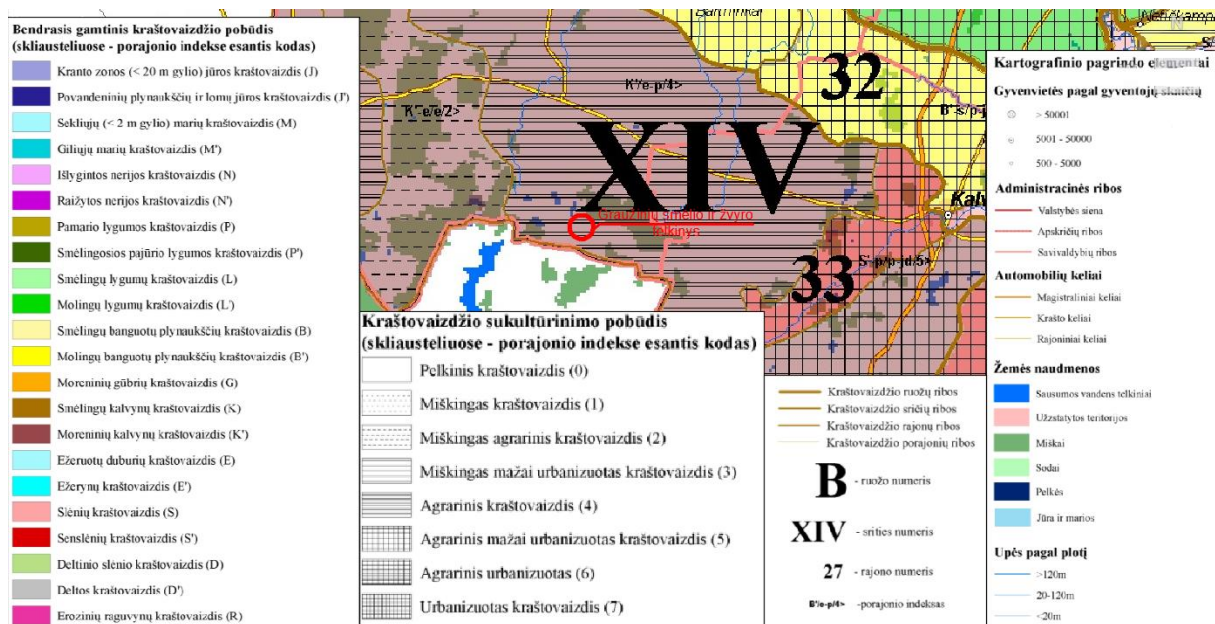 Bendrasis gamtinis kraštovaizdžio pobūdis
(skliausteliuose - porajonio indekse esantis kodas)
Kranto zonos (< 20 m gylio) jūros kraštovaizdis (J)
Povandeninių plynaukščių ir lomų jūros kraštovaizdis (J')
Sekliųjų (< 2 m gylio) marių kraštovaizdis (M)
Giliųjų marių kraštovaizdis (M')
Išlygintos nerijos kraštovaizdis (N)
Raižytos nerijos kraštovaizdis (N')
Pamario lygumos kraštovaizdis (P)
Smėlingosios pajūrio lygumos kraštovaizdis (P')
Smėlingų lygumų kraštovaizdis (L)
Molingų lygumų kraštovaizdis (L')
Smėlingų banguotų plynaukščių kraštovaizdis (B)
Molingų banguotų plynaukščių kraštovaizdis (B')
Moreninių gūbrių kraštovaizdis (G)
Smėlingų kalvynų kraštovaizdis (K)
Moreninių kalvynų kraštovaizdis (K')
Ežeruotų duburių kraštovaizdis (E)
Ežerynų kraštovaizdis (E')
Slėnių kraštovaizdis (S)
Senslėnių kraštovaizdis (S')
Deltinio slėnio kraštovaizdis (D)
Deltos kraštovaizdis (D')
Erozinių raguvynų kraštovaizdis (R)
Bartninkai
32
K'/e-p/4>
K'-e/e/2>
B'-s/p-j
XIV
Graužinių smėlio ir žvyro
telkinys
Kalv
33
S'-p/p-jd/5>
Kraštovaizdžio sukultūrinimo pobūdis
(skliausteliuose - porajonio indekse esantis kodas)
Pelkinis kraštovaizdis (0)
Miškingas kraštovaizdis (1)
Miškingas agrarinis kraštovaizdis (2)
Miškingas mažai urbanizuotas kraštovaizdis (3)
Agrarinis kraštovaizdis (4)
Agrarinis mažai urbanizuotas kraštovaizdis (5)
Agrarinis urbanizuotas (6)
Urbanizuotas kraštovaizdis (7)
Kraštovaizdžio ruožų ribos
Kraštovaizdžio sričių ribos
Kraštovaizdžio rajonų ribos
Kraštovaizdžio porajonių ribos
B - ruožo numeris
XIV - srities numeris
27 - rajono numeris
B'/e-p/4> -porajonio indeksas
Kartografinio pagrindo elementai
Gyvenvietės pagal gyventojų skaičių
> 50001
5001 - 50000
500 - 5000
Administracinės ribos
Valstybės siena
Apskričių ribos
Savivaldybių ribos
Automobilių keliai
Magistraliniai keliai
Krašto keliai
Rajoniniai keliai
Žemės naudmenos
Sausumos vandens telkiniai
Užstatytos teritorijos
Miškai
Sodai
Pelkės
Jūra ir marios
Upės pagal plotį
>120m
20-120m
<20m